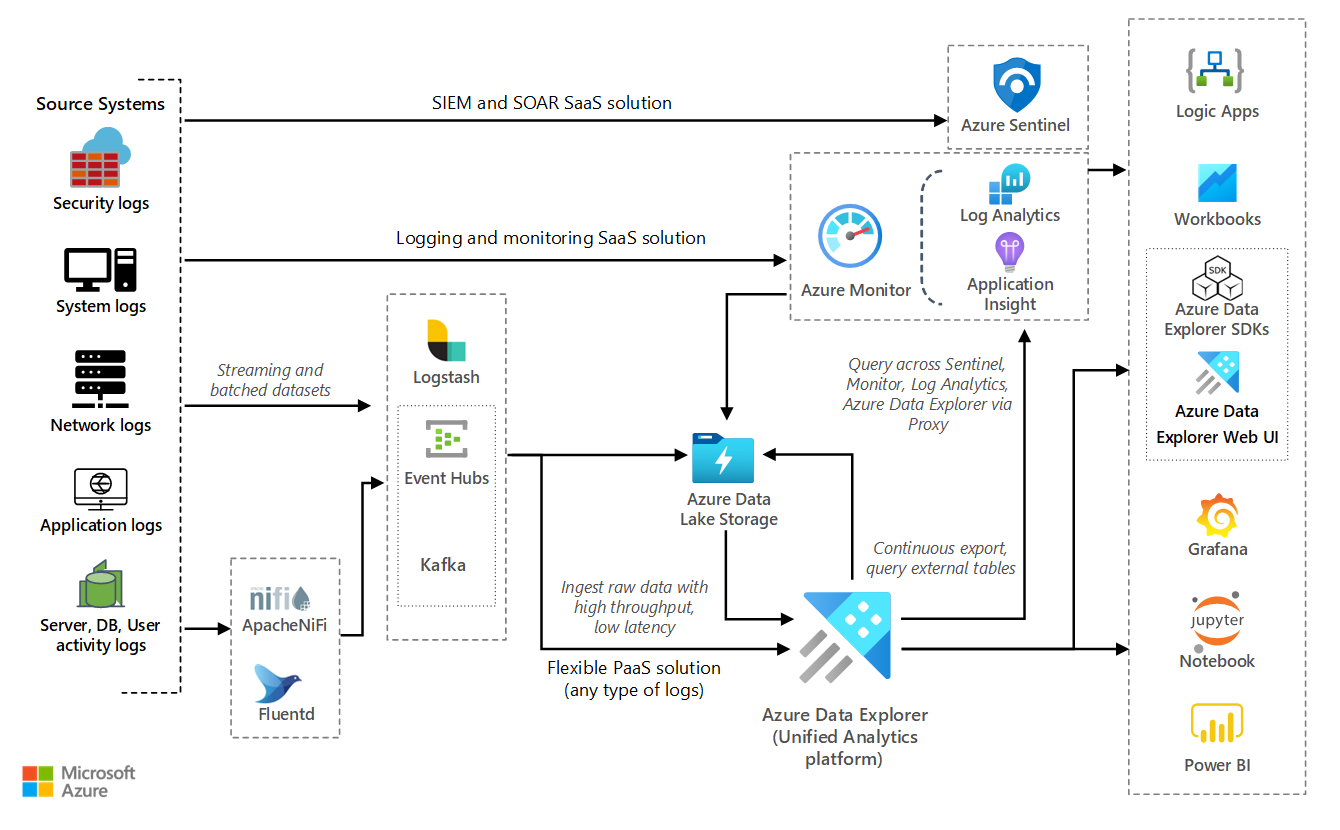 Source Systems
Security logs
System logs
Network logs
Application logs
Server, DB, User
activity logs
SIEM and SOAR SaaS solution
Logging and monitoring SaaS solution
Streaming and
batched datasets
nifi
ApacheNiFi
Fluentd
Logstash
Event Hubs
Kafka
Azure Sentinel
Azure Monitor
Log Analytics
Application
Insight
Query across Sentinel,
Monitor, Log Analytics,
Azure Data Explorer via
Proxy
Azure Data
Lake Storage
Continuous export,
query external tables
Ingest raw data with
high throughput,
low latency
Flexible PaaS solution
(any type of logs)
Azure Data Explorer
(Unified Analytics
platform)
Logic Apps
Workbooks
SDK
Azure Data
Explorer SDKs
Azure Data
Explorer Web UI
Grafana
jupyter
Notebook
Power BI
Microsoft
Azure